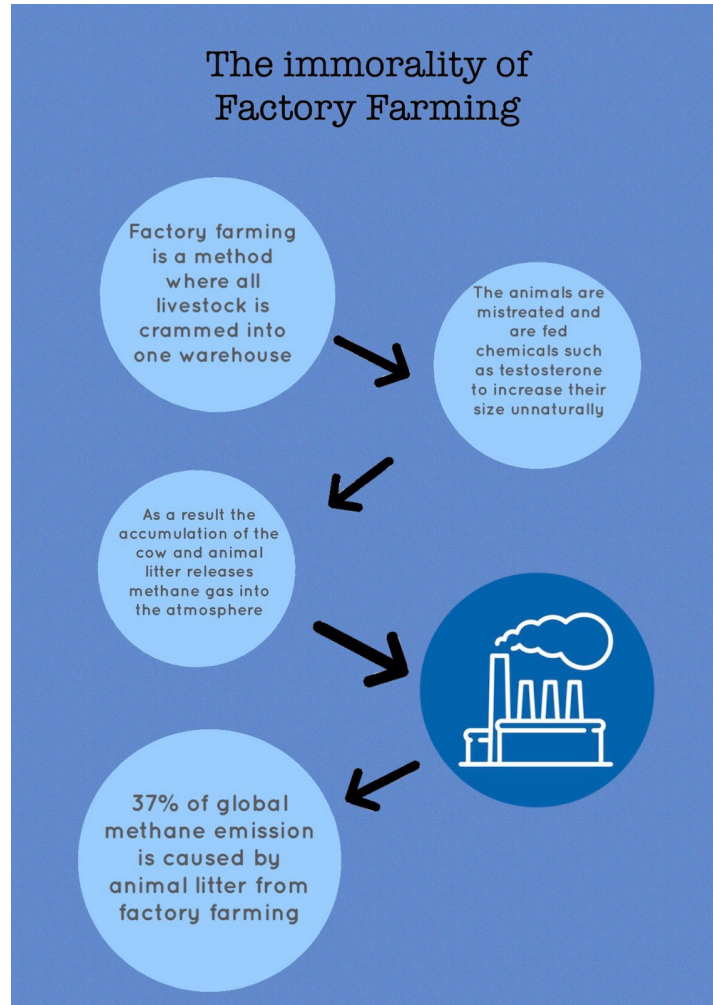 The immorality of
Factory Farming
Factory farming
is a method
where all
livestock is
crammed into
one warehouse
The animals are
mistreated and
are fed
chemicals such
as testosterone
to increase their
size unnaturally
As a result the
accumulation of the
cow and animal
litter releases
methane gas into
the atmosphere
37% of global
methane emission
is caused by
animal litter from
factory farming